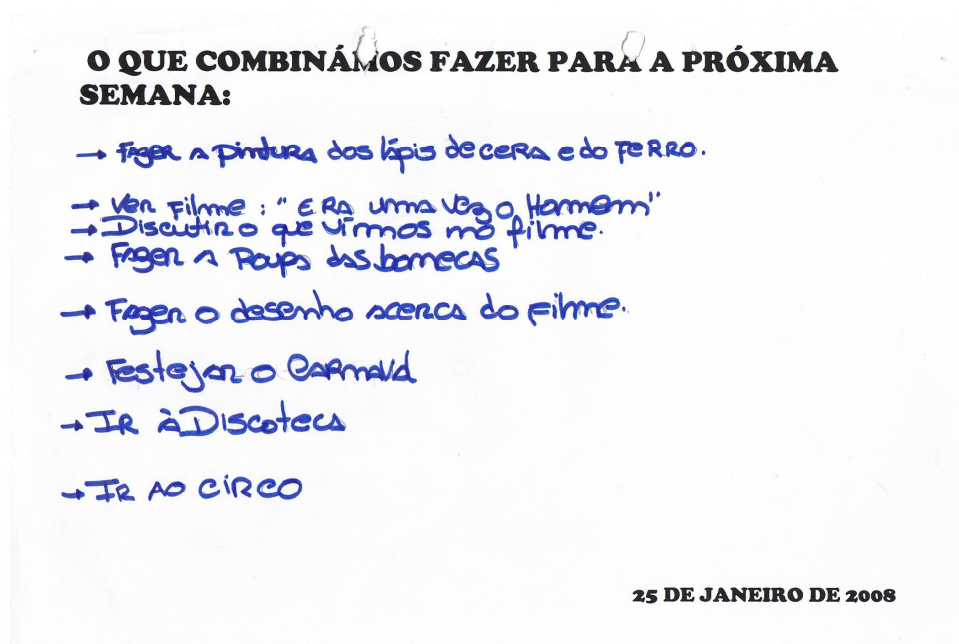 O QUE COMBINÁMOS FAZER PARA A PRÓXIMA
SEMANA:
→ Fazer a pintura dos lápis de cera e do ferro.
→ Ver filme : "Era uma vez o Homem"
→ Discutir o que virmos no filme.
→ Fazer a Roupa das bonecas
→ Fazer o desenho acerca do filme.
→ Festejar o Carnaval
→ Ir à Discoteca
→ Ir ao circo
25 DE JANEIRO DE 2008